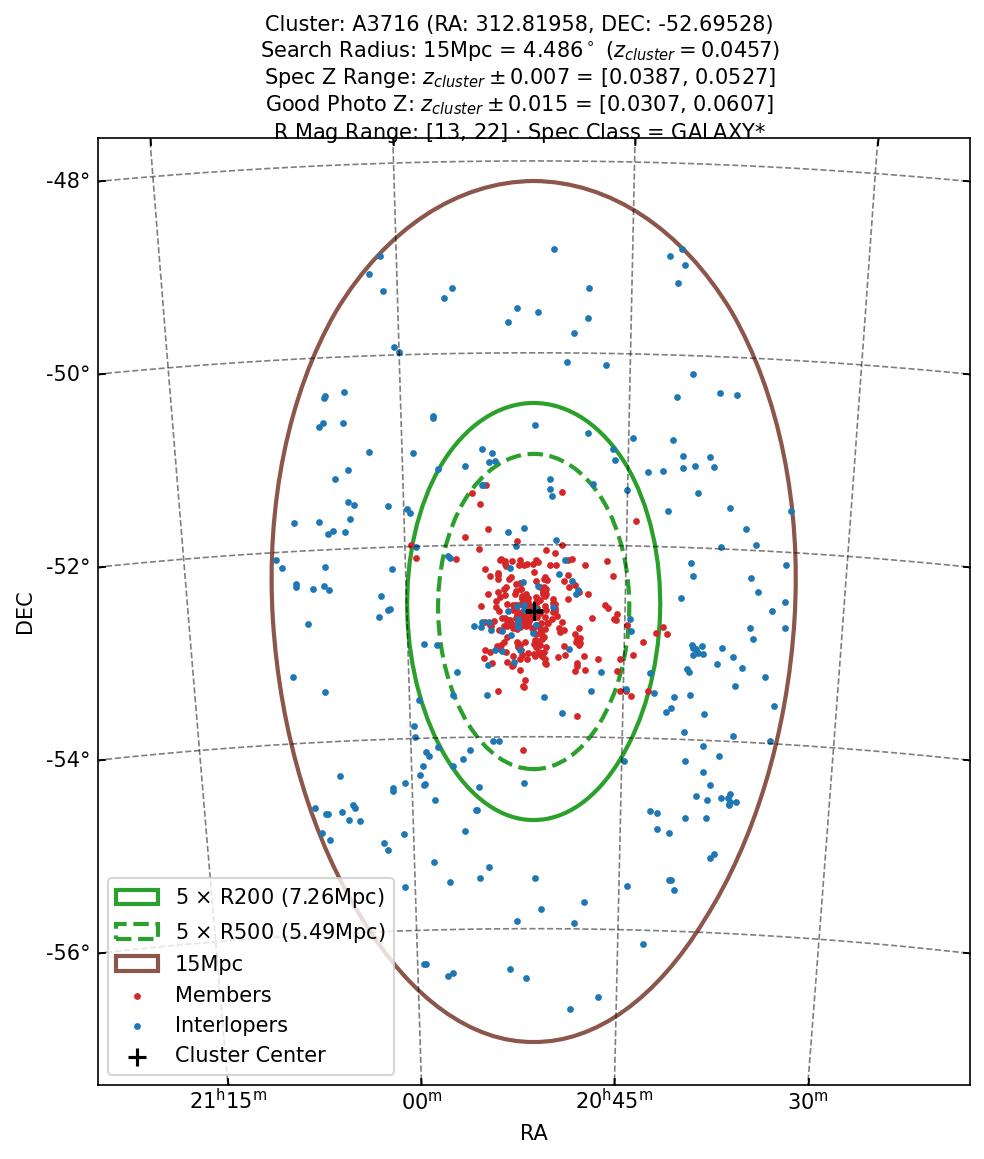 Cluster: A3716 (RA: 312.81958, DEC: -52.69528)
Search Radius: 15Mpc = 4.486° (z_cluster = 0.0457)
Spec Z Range: z_cluster ± 0.007 = [0.0387, 0.0527]
Good Photo Z: z_cluster ± 0.015 = [0.0307, 0.0607]
R Mag Range: [13, 22] · Spec Class = GALAXY*
-48°
-50°
-52°
DEC
-54°
-56°
5 × R200 (7.26Mpc)
5 × R500 (5.49Mpc)
15Mpc
Members
Interlopers
Cluster Center
21ʰ15ᵐ 00ᵐ 20ʰ45ᵐ 30ᵐ
RA